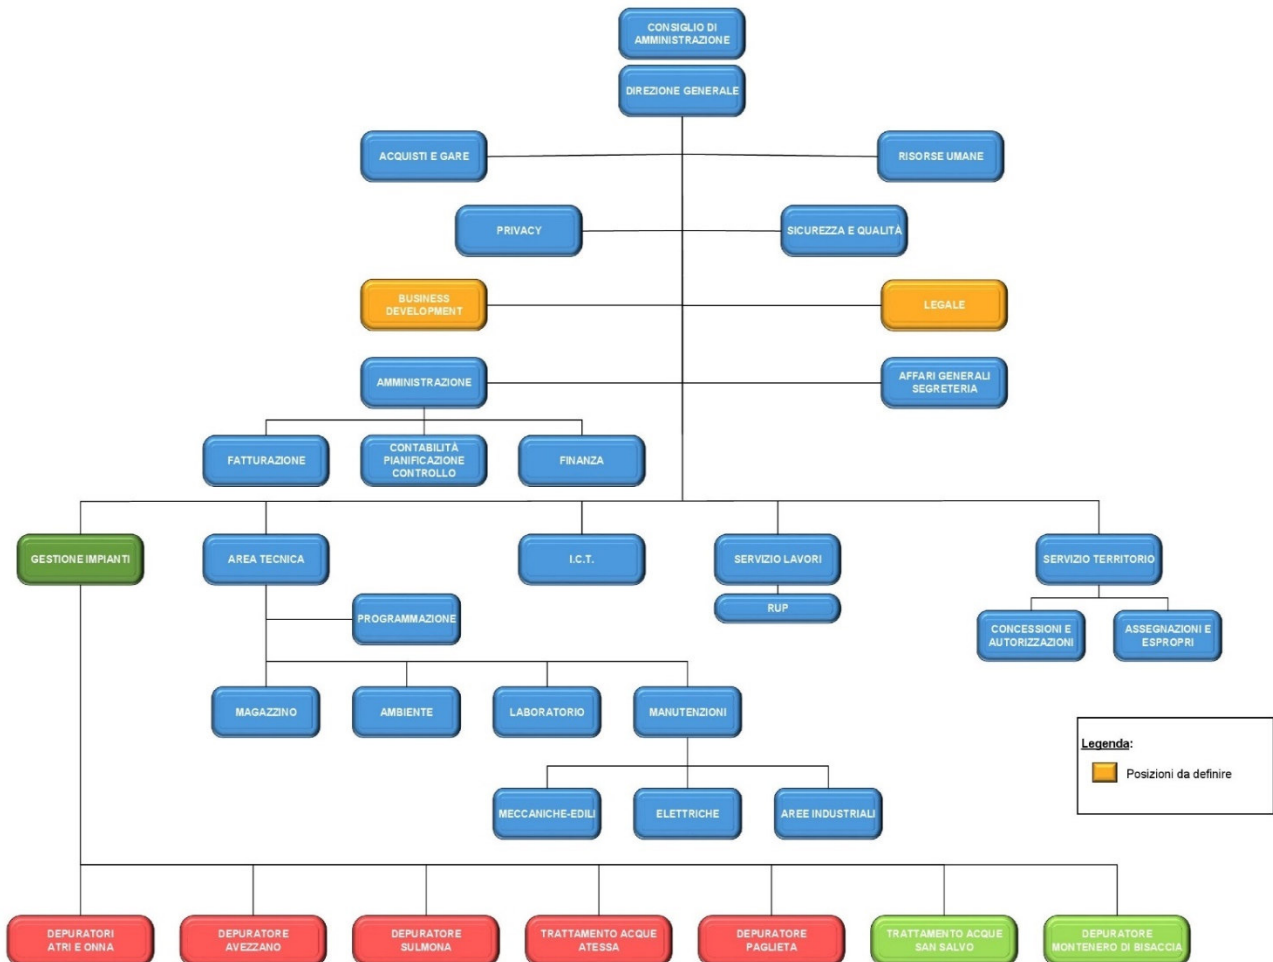 CONSIGLIO DI
AMMINISTRAZIONE
DIREZIONE GENERALE
ACQUISTI E GARE
RISORSE UMANE
PRIVACY
SICUREZZA E QUALITÀ
BUSINESS
DEVELOPMENT
LEGALE
AMMINISTRAZIONE
AFFARI GENERALI
SEGRETERIA
FATTURAZIONE
CONTABILITÀ
PIANIFICAZIONE
CONTROLLO
FINANZA
GESTIONE IMPIANTI
AREA TECNICA
I.C.T.
SERVIZIO LAVORI
SERVIZIO TERRITORIO
RUP
PROGRAMMAZIONE
CONCESSIONI E
AUTORIZZAZIONI
ASSEGNAZIONI E
ESPROPRI
MAGAZZINO
AMBIENTE
LABORATORIO
MANUTENZIONI
Legenda:
Posizioni da definire
MECCANICHE-EDILI
ELETTRICHE
AREE INDUSTRIALI
DEPURATORI
ATRI E ONNA
DEPURATORE
AVEZZANO
DEPURATORE
SULMONA
TRATTAMENTO ACQUE
ATESSA
DEPURATORE
PAGLIETA
TRATTAMENTO ACQUE
SAN SALVO
DEPURATORE
MONTENERO DI BISACCIA